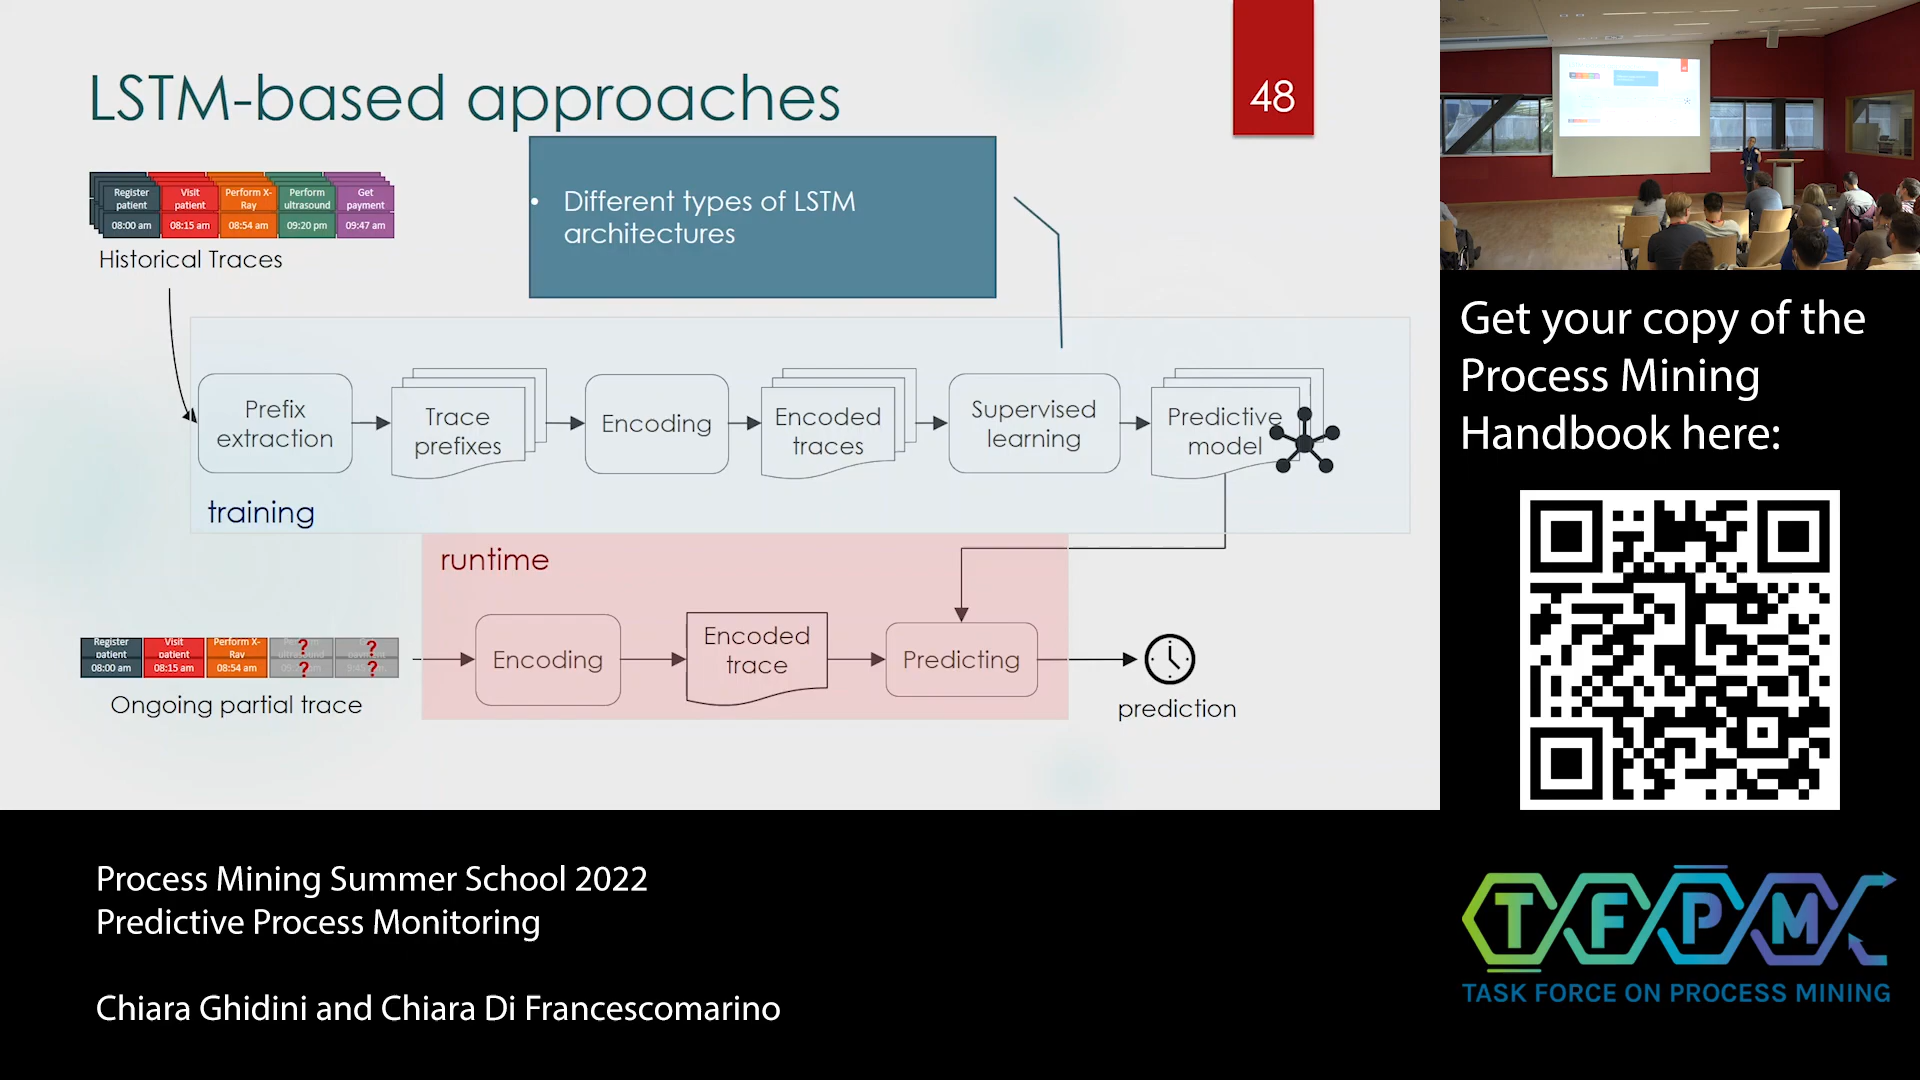 LSTM-based approaches
48
• Different types of LSTM
architectures
Register
patient
08:00 am
Visit
patient
08:15 am
Perform X-
Ray
08:54 am
Perform
ultrasound
09:20 pm
Get
payment
09:47 am
Historical Traces
Prefix
extraction
Trace
prefixes
Encoding
Encoded
traces
Supervised
learning
Predictive
model
training
runtime
Register
patient
08:00 am
Visit
patient
08:15 am
Perform X-
Ray
08:54 am
?
?
?
?
Ongoing partial trace
Encoding
Encoded
trace
Predicting
prediction
Get your copy of the
Process Mining
Handbook here:
Process Mining Summer School 2022
Predictive Process Monitoring
Chiara Ghidini and Chiara Di Francescomarino
TFPM
TASK FORCE ON PROCESS MINING